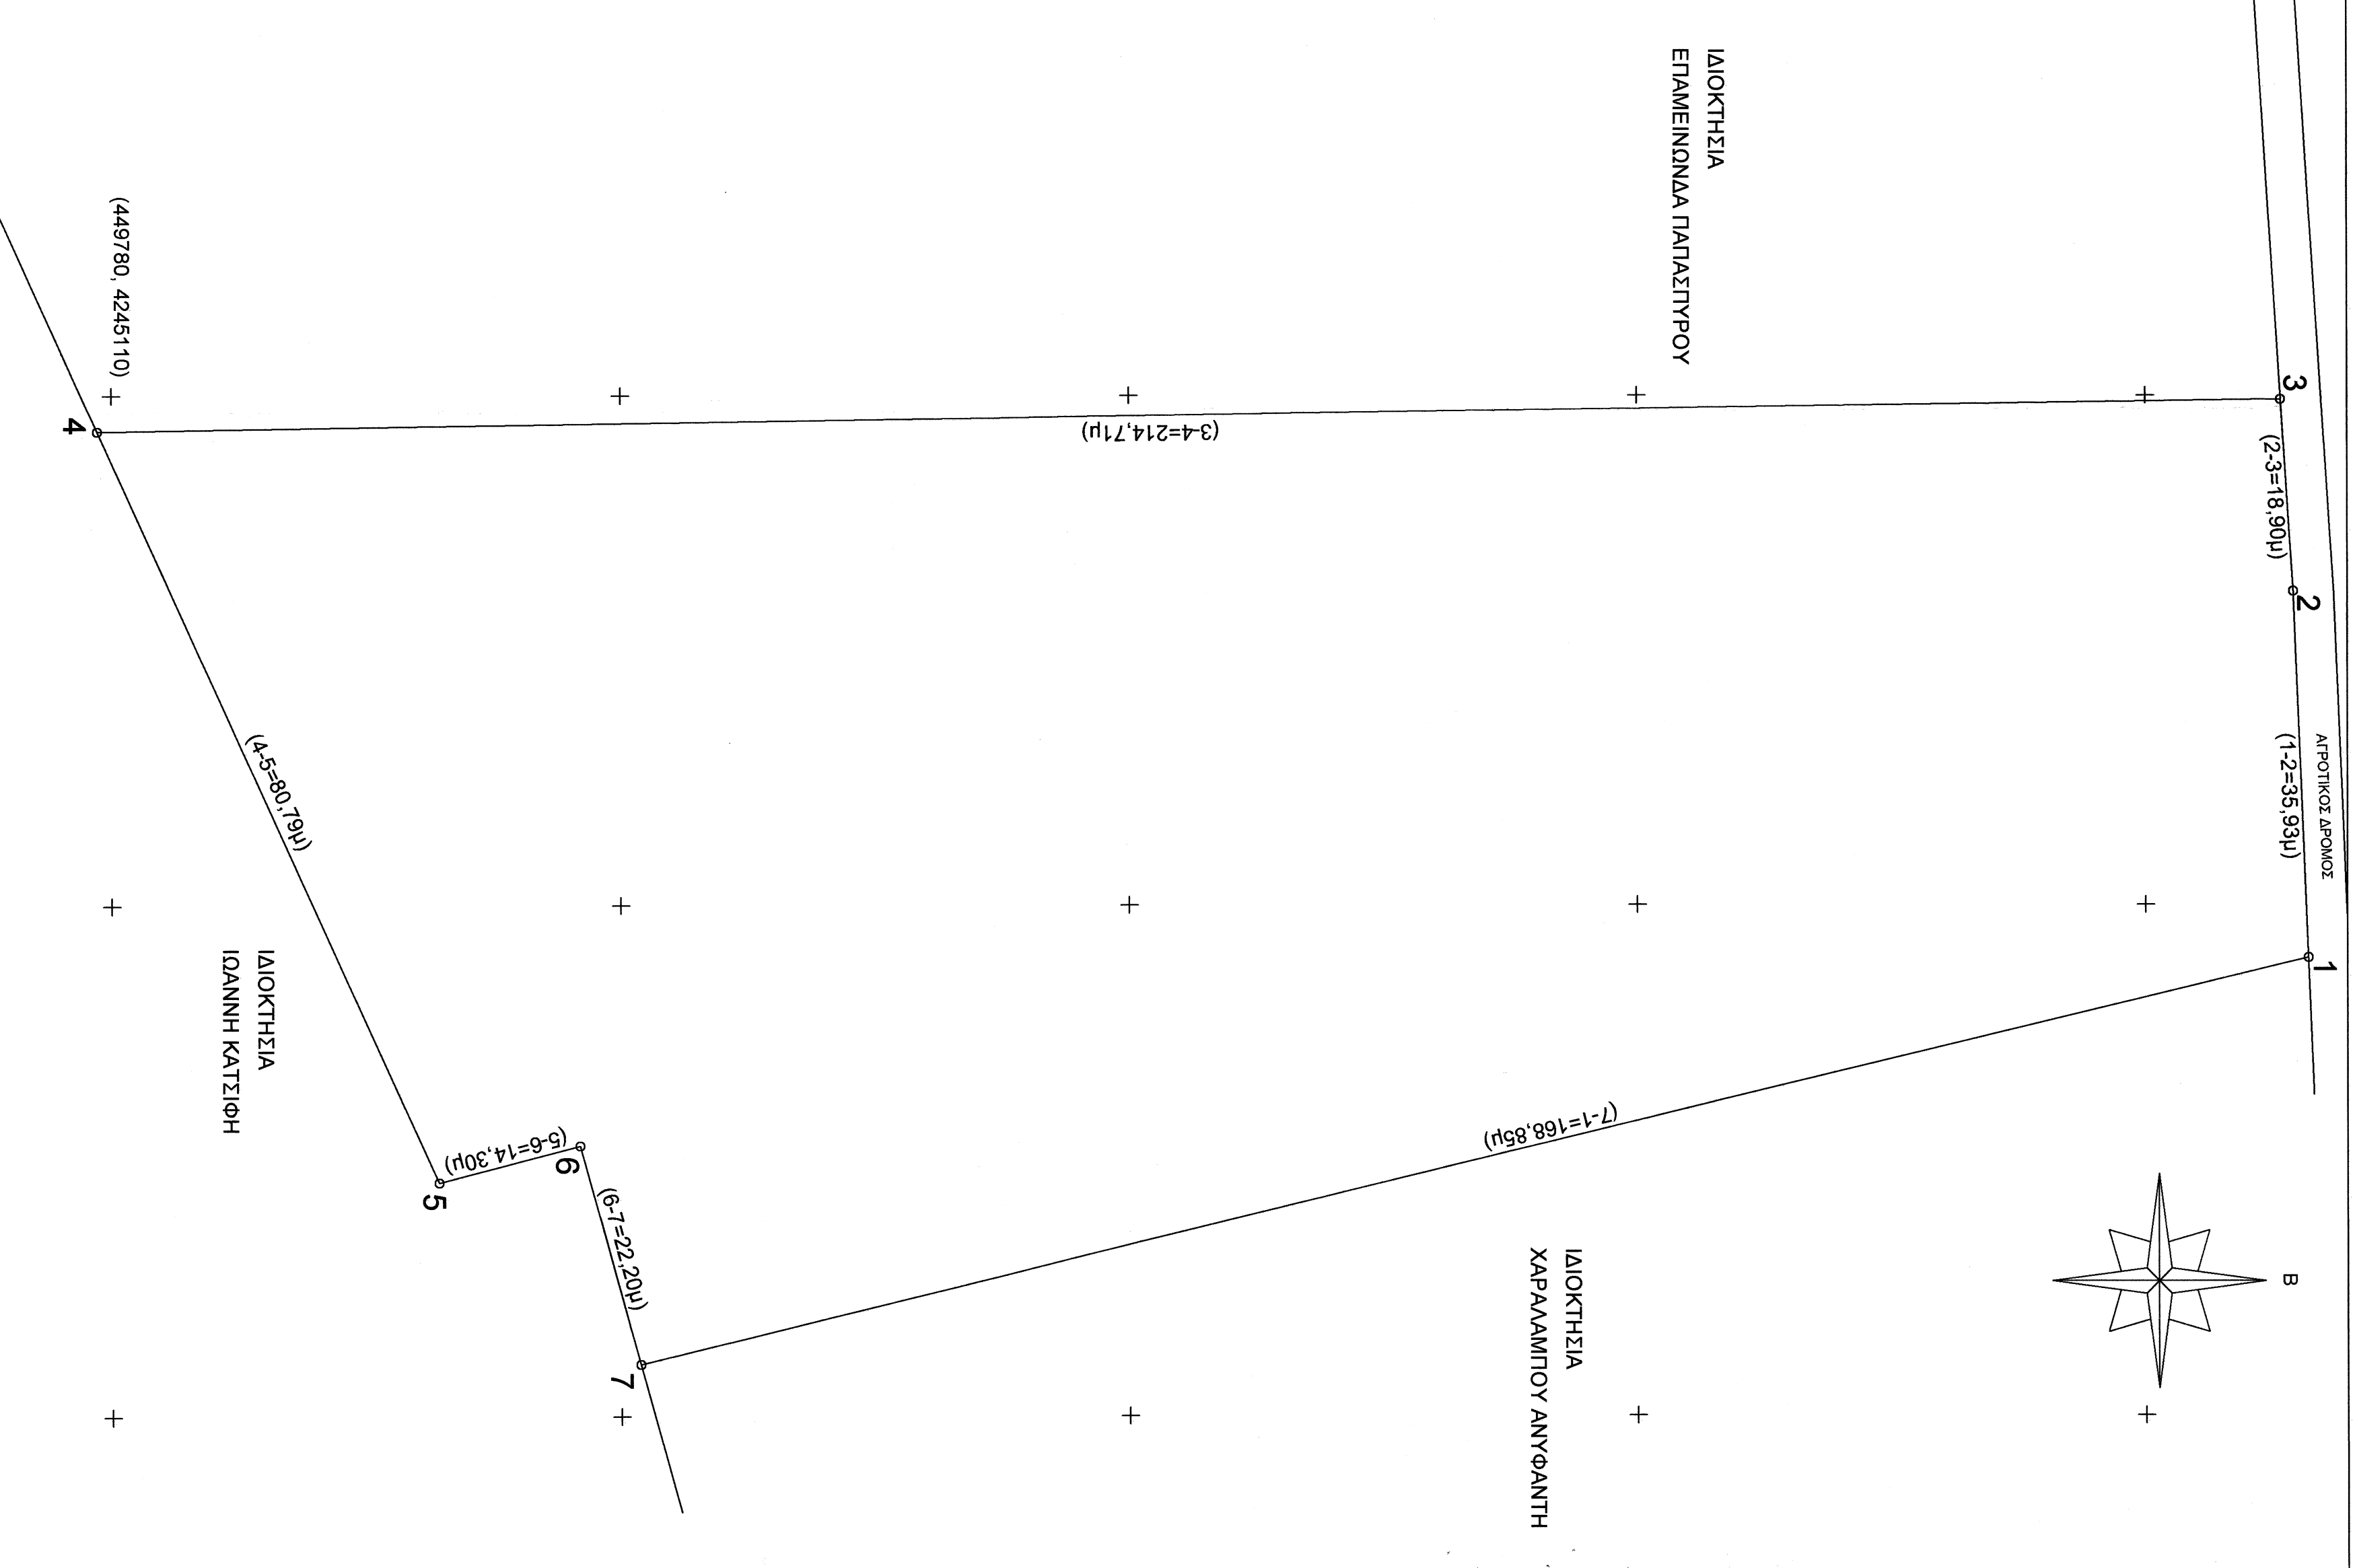 ΑΓΡΟΤΙΚΟΣ ΔΡΟΜΟΣ
3
2
1
(2-3=18,90μ)
(1-2=35,93μ)
Β
ΙΔΙΟΚΤΗΣΙΑ
ΕΠΑΜΕΙΝΩΝΔΑ ΠΑΠΑΣΠΥΡΟΥ
ΙΔΙΟΚΤΗΣΙΑ
ΧΑΡΑΛΑΜΠΟΥ ΑΝΥΦΑΝΤΗ
(7-1=168,85μ)
(3-4=214,71μ)
7
(6-7=22,20μ)
6
(5-6=14,30μ)
5
(4-5=80,79μ)
ΙΔΙΟΚΤΗΣΙΑ
ΙΩΑΝΝΗ ΚΑΤΣΙΦΗ
(449780, 4245110)
4